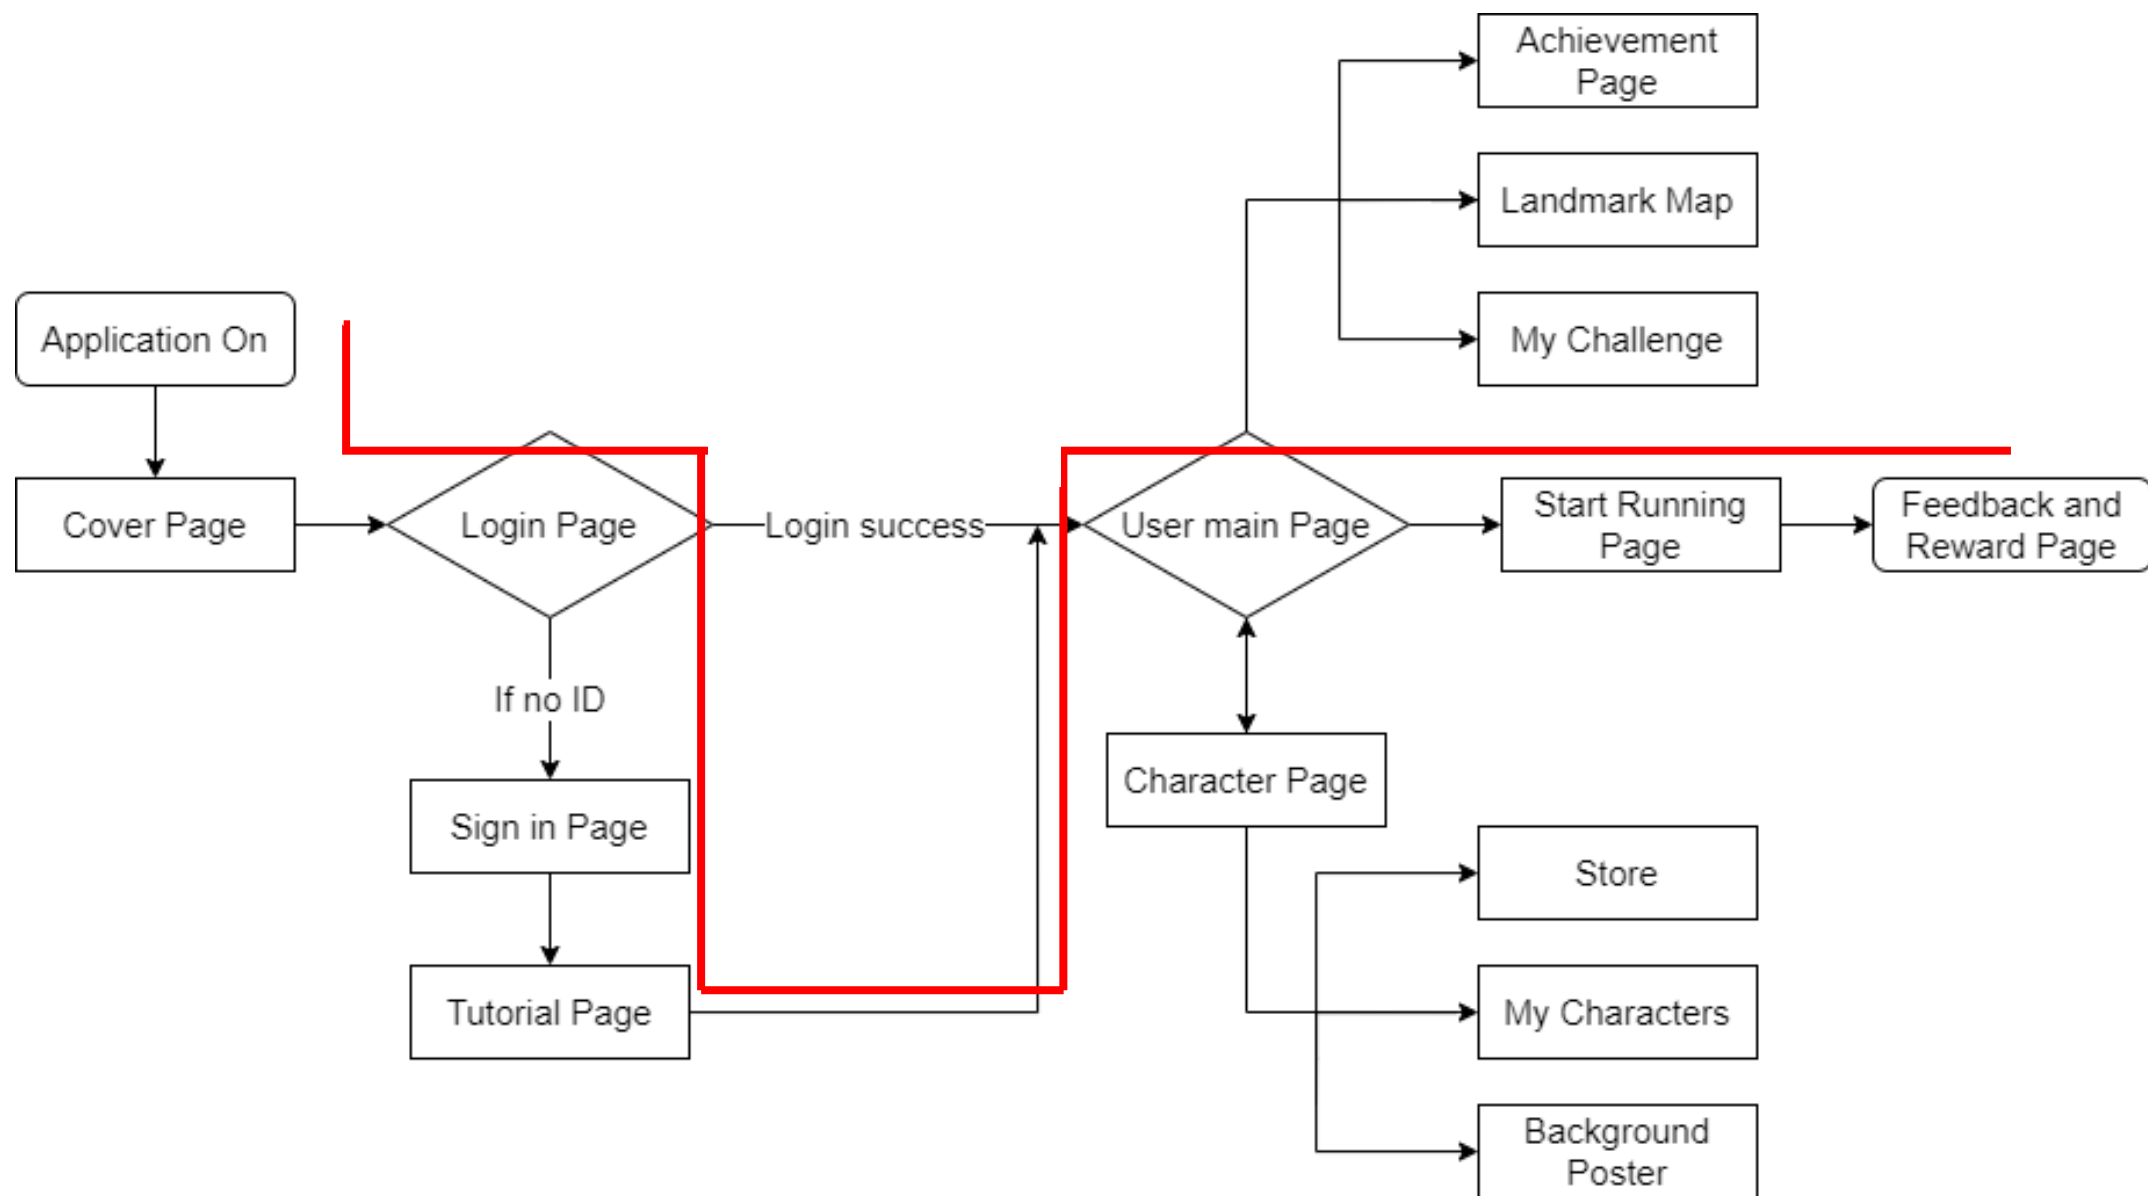 Achievement
Page
Landmark Map
Application On
My Challenge
Cover Page
Login Page
Login success
User main Page
Start Running
Page
Feedback and
Reward Page
If no ID
Character Page
Sign in Page
Store
Tutorial Page
My Characters
Background
Poster